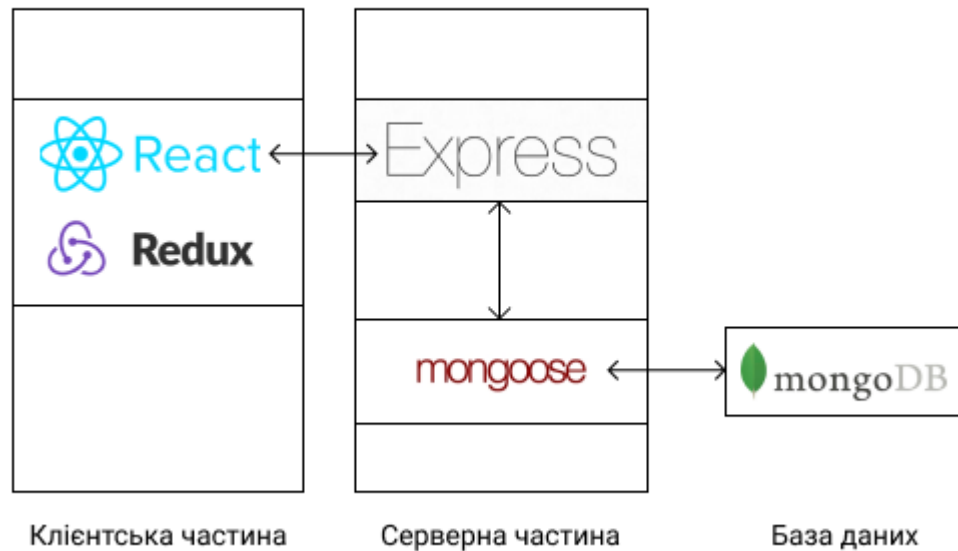 React
Express
Redux
mongoose
mongoDB
Клієнтська частина
Серверна частина
База даних